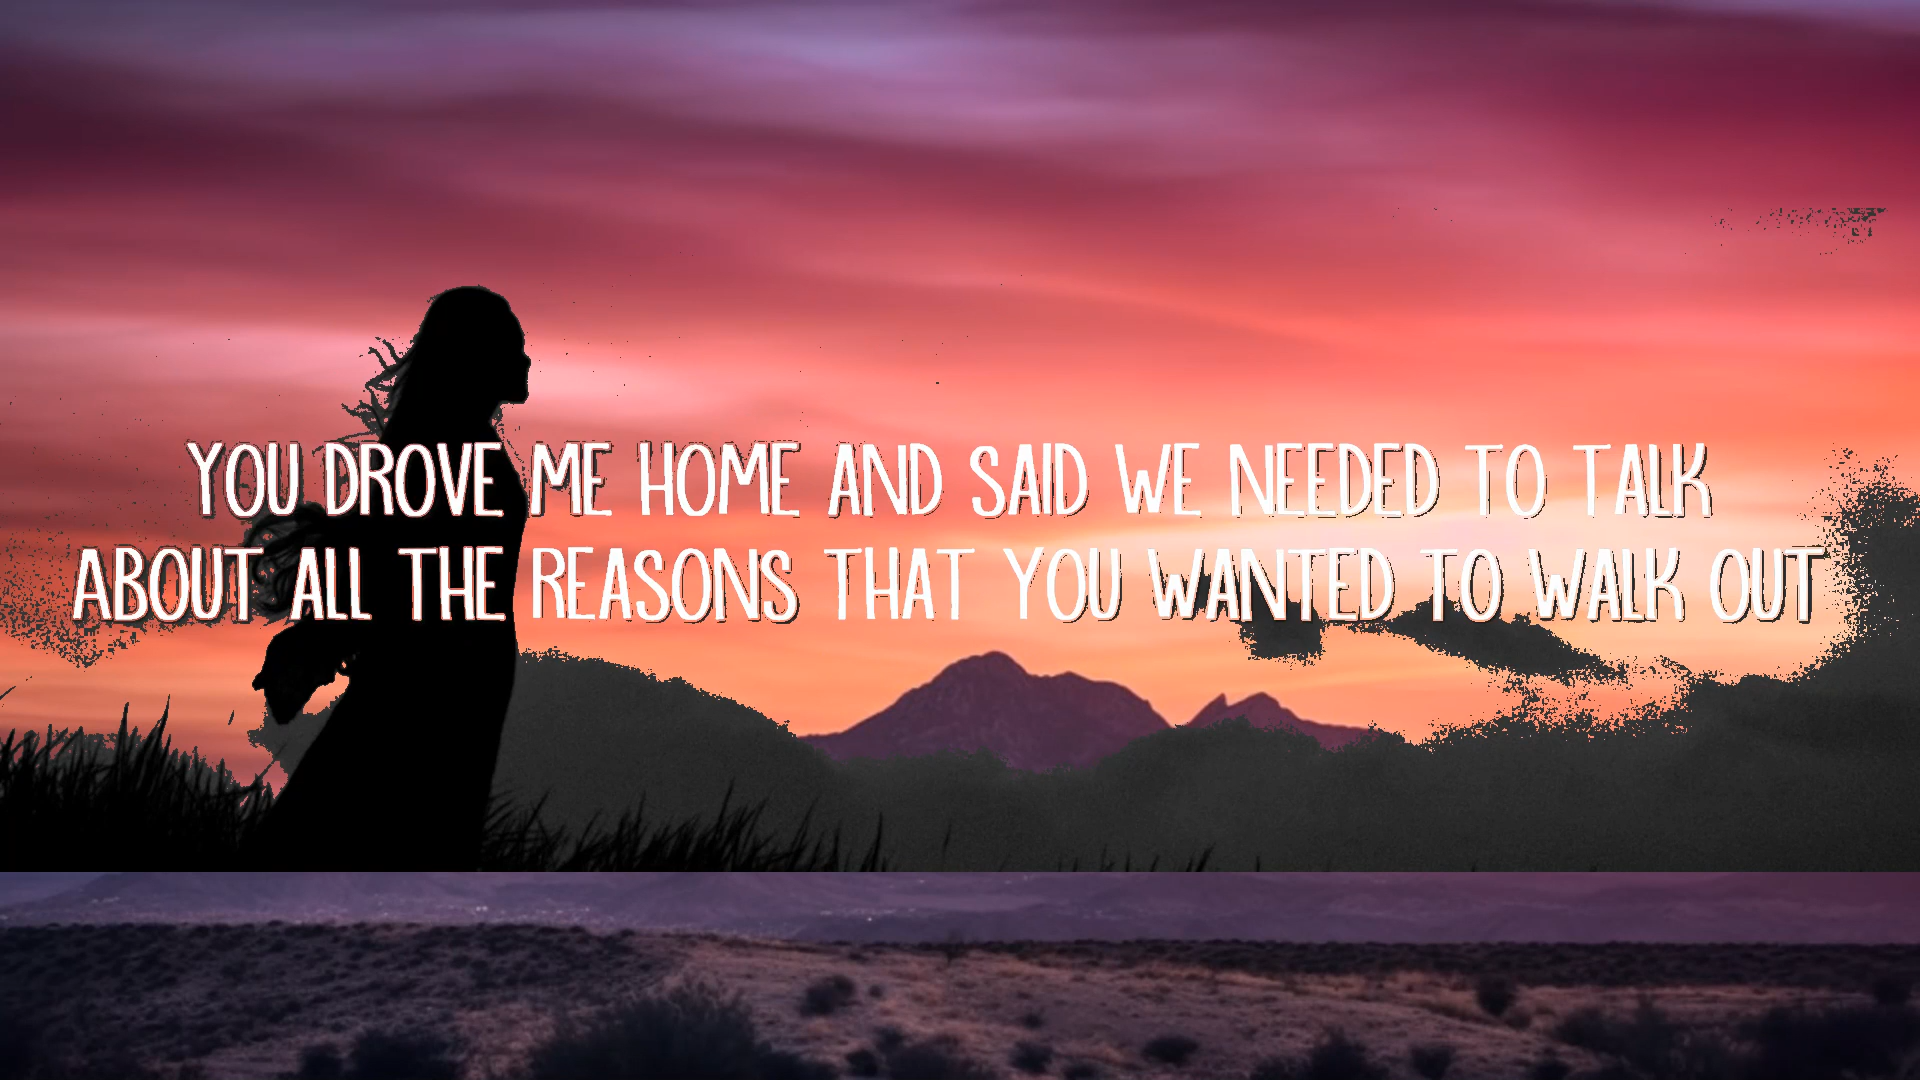 YOU DROVE ME HOME AND SAID WE NEEDED TO TALK
ABOUT ALL THE REASONS THAT YOU WANTED TO WALK OUT